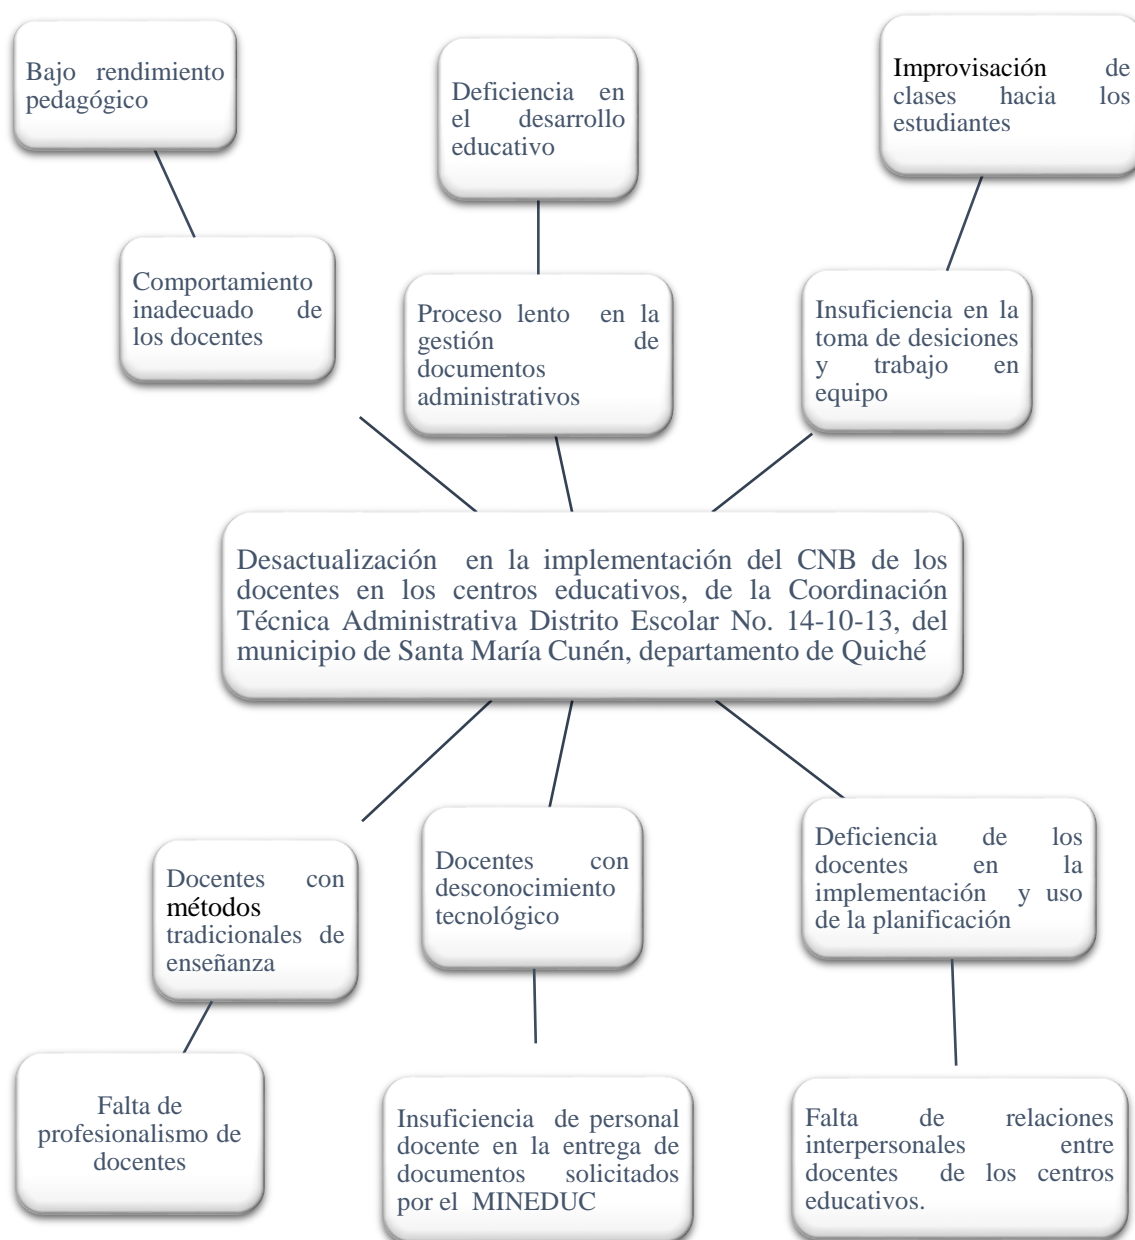 Bajo rendimiento
pedagógico
Deficiencia en
el desarrollo
educativo
Improvisación de
clases hacia los
estudiantes
Comportamiento
inadecuado de
los docentes
Proceso lento en la
gestión de
documentos
administrativos
Insuficiencia en la
toma de desiciones
y trabajo en
equipo
Desactualización en la implementación del CNB de los
docentes en los centros educativos, de la Coordinación
Técnica Administrativa Distrito Escolar No. 14-10-13, del
municipio de Santa María Cunén, departamento de Quiché
Docentes con
métodos
tradicionales de
enseñanza
Docentes con
desconocimiento
tecnológico
Deficiencia de los
docentes en la
implementación y uso
de la planificación
Falta de
profesionalismo de
docentes
Insuficiencia de personal
docente en la entrega de
documentos solicitados
por el MINEDUC
Falta de relaciones
interpersonales entre
docentes de los centros
educativos.